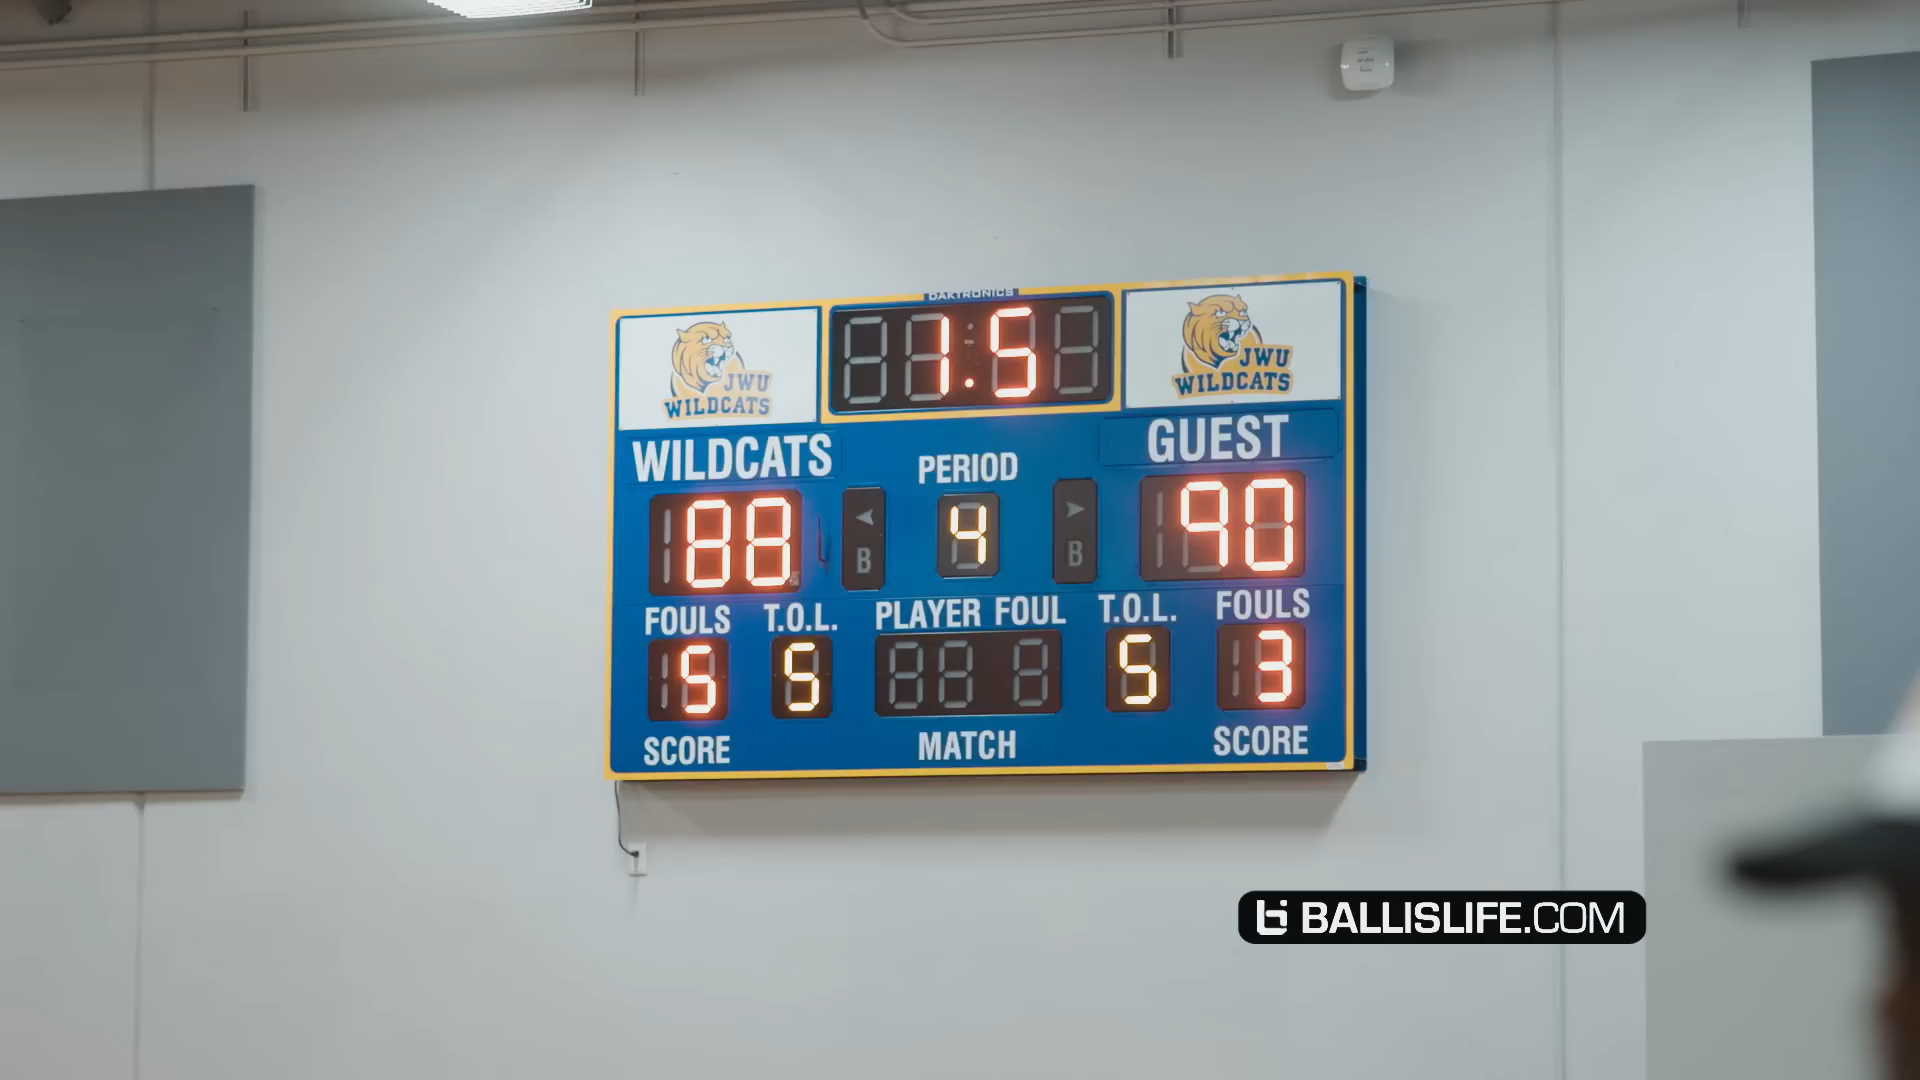 DAKTRONICS
JWU
WILDCATS
1.5
JWU
WILDCATS
WILDCATS
PERIOD
GUEST
88
B
4
B
90
FOULS
T.O.L.
PLAYER FOUL
T.O.L.
FOULS
5
5
5
3
SCORE
MATCH
SCORE
BALLISLIFE.COM